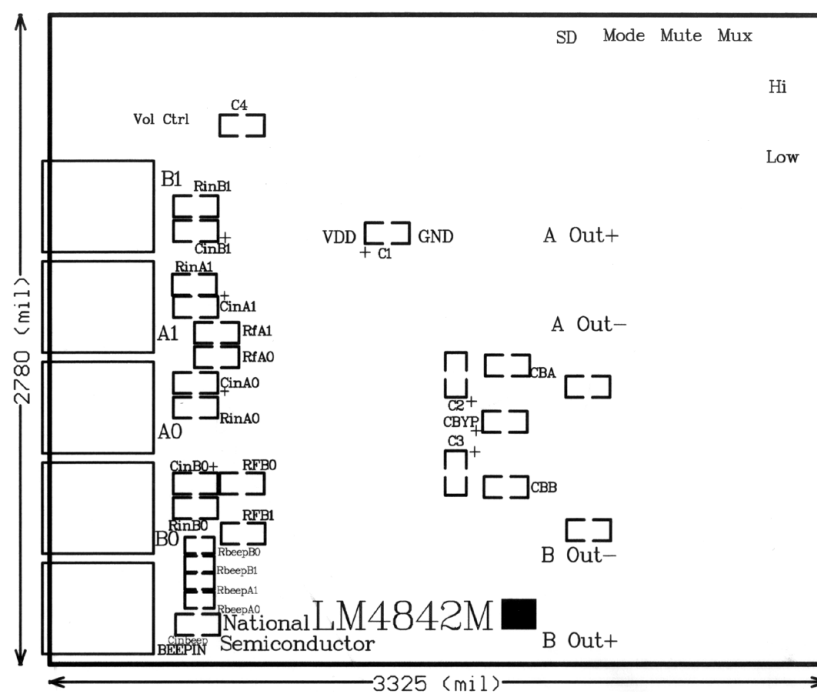 SD Mode Mute Mux
Hi
C4
Vol Ctrl
Low
B1
RinB1
CinB1
+
VDD
GND
+ C1
A Out+
RinA1
+
CinA1
A1
RfA1
RfA0
A Out-
CinA0
+
RinA0
A0
CBA
C2
+
CBYP
+
C3
+
CinB0+
RFB0
CBB
RinB0
B0
RFB1
RbeepB0
RbeepB1
RbeepA1
RbeepA0
B Out-
National
Semiconductor
LM4842M
Cinbeep
BEEPIN
B Out+
2780 (mil)
3325 (mil)